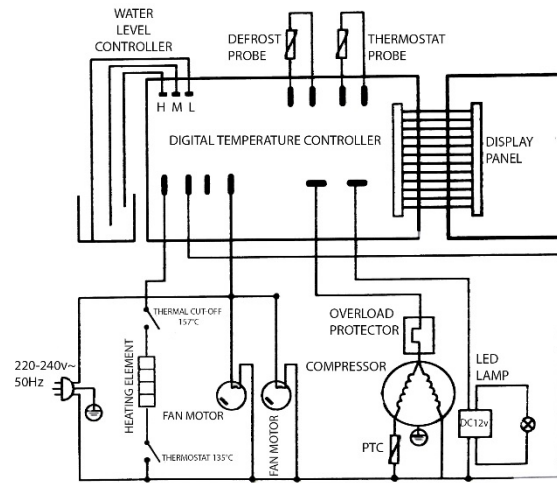 WATER
LEVEL
CONTROLLER
DEFROST
PROBE
THERMOSTAT
PROBE
H M L
DIGITAL TEMPERATURE CONTROLLER
DISPLAY
PANEL
THERMAL CUT-OFF
157°C
OVERLOAD
PROTECTOR
220-240v~
50Hz
HEATING ELEMENT
FAN MOTOR
FAN MOTOR
COMPRESSOR
LED
LAMP
DC12v
PTC
THERMOSTAT 135°C